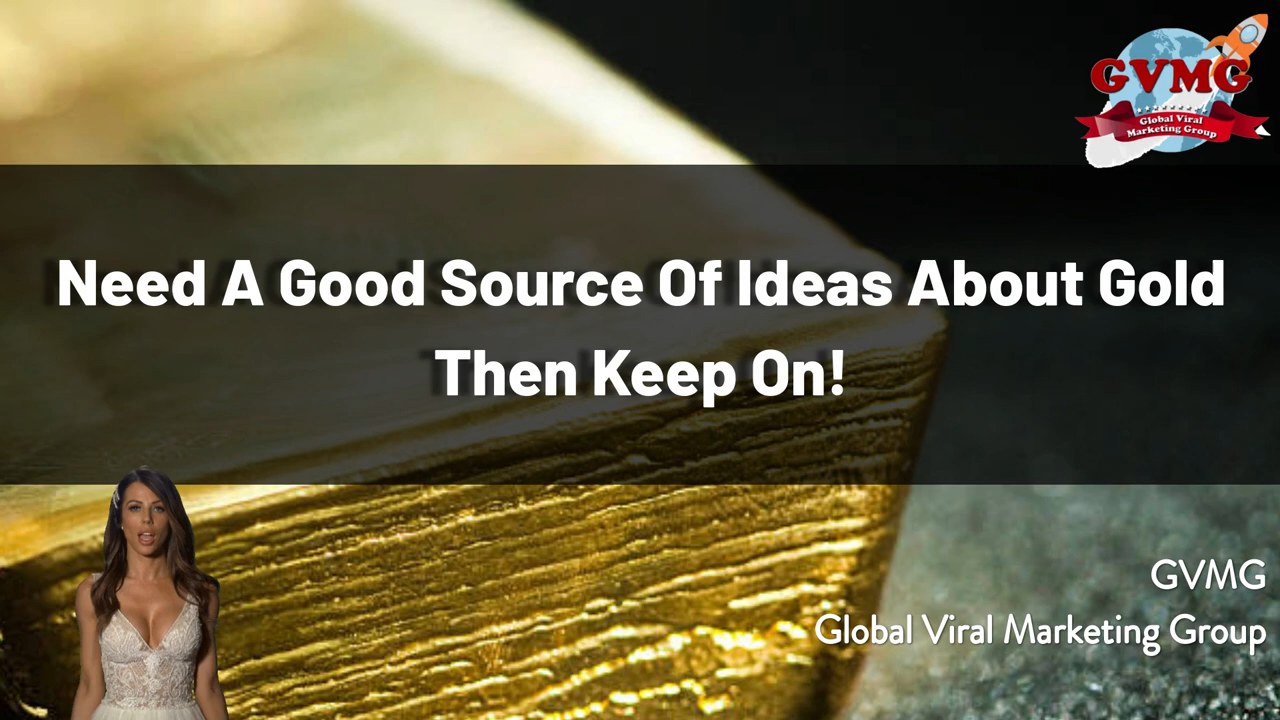 GVMG
Global Viral
Marketing Group
Need A Good Source Of Ideas About Gold
Then Keep On!
GVMG
Global Viral Marketing Group